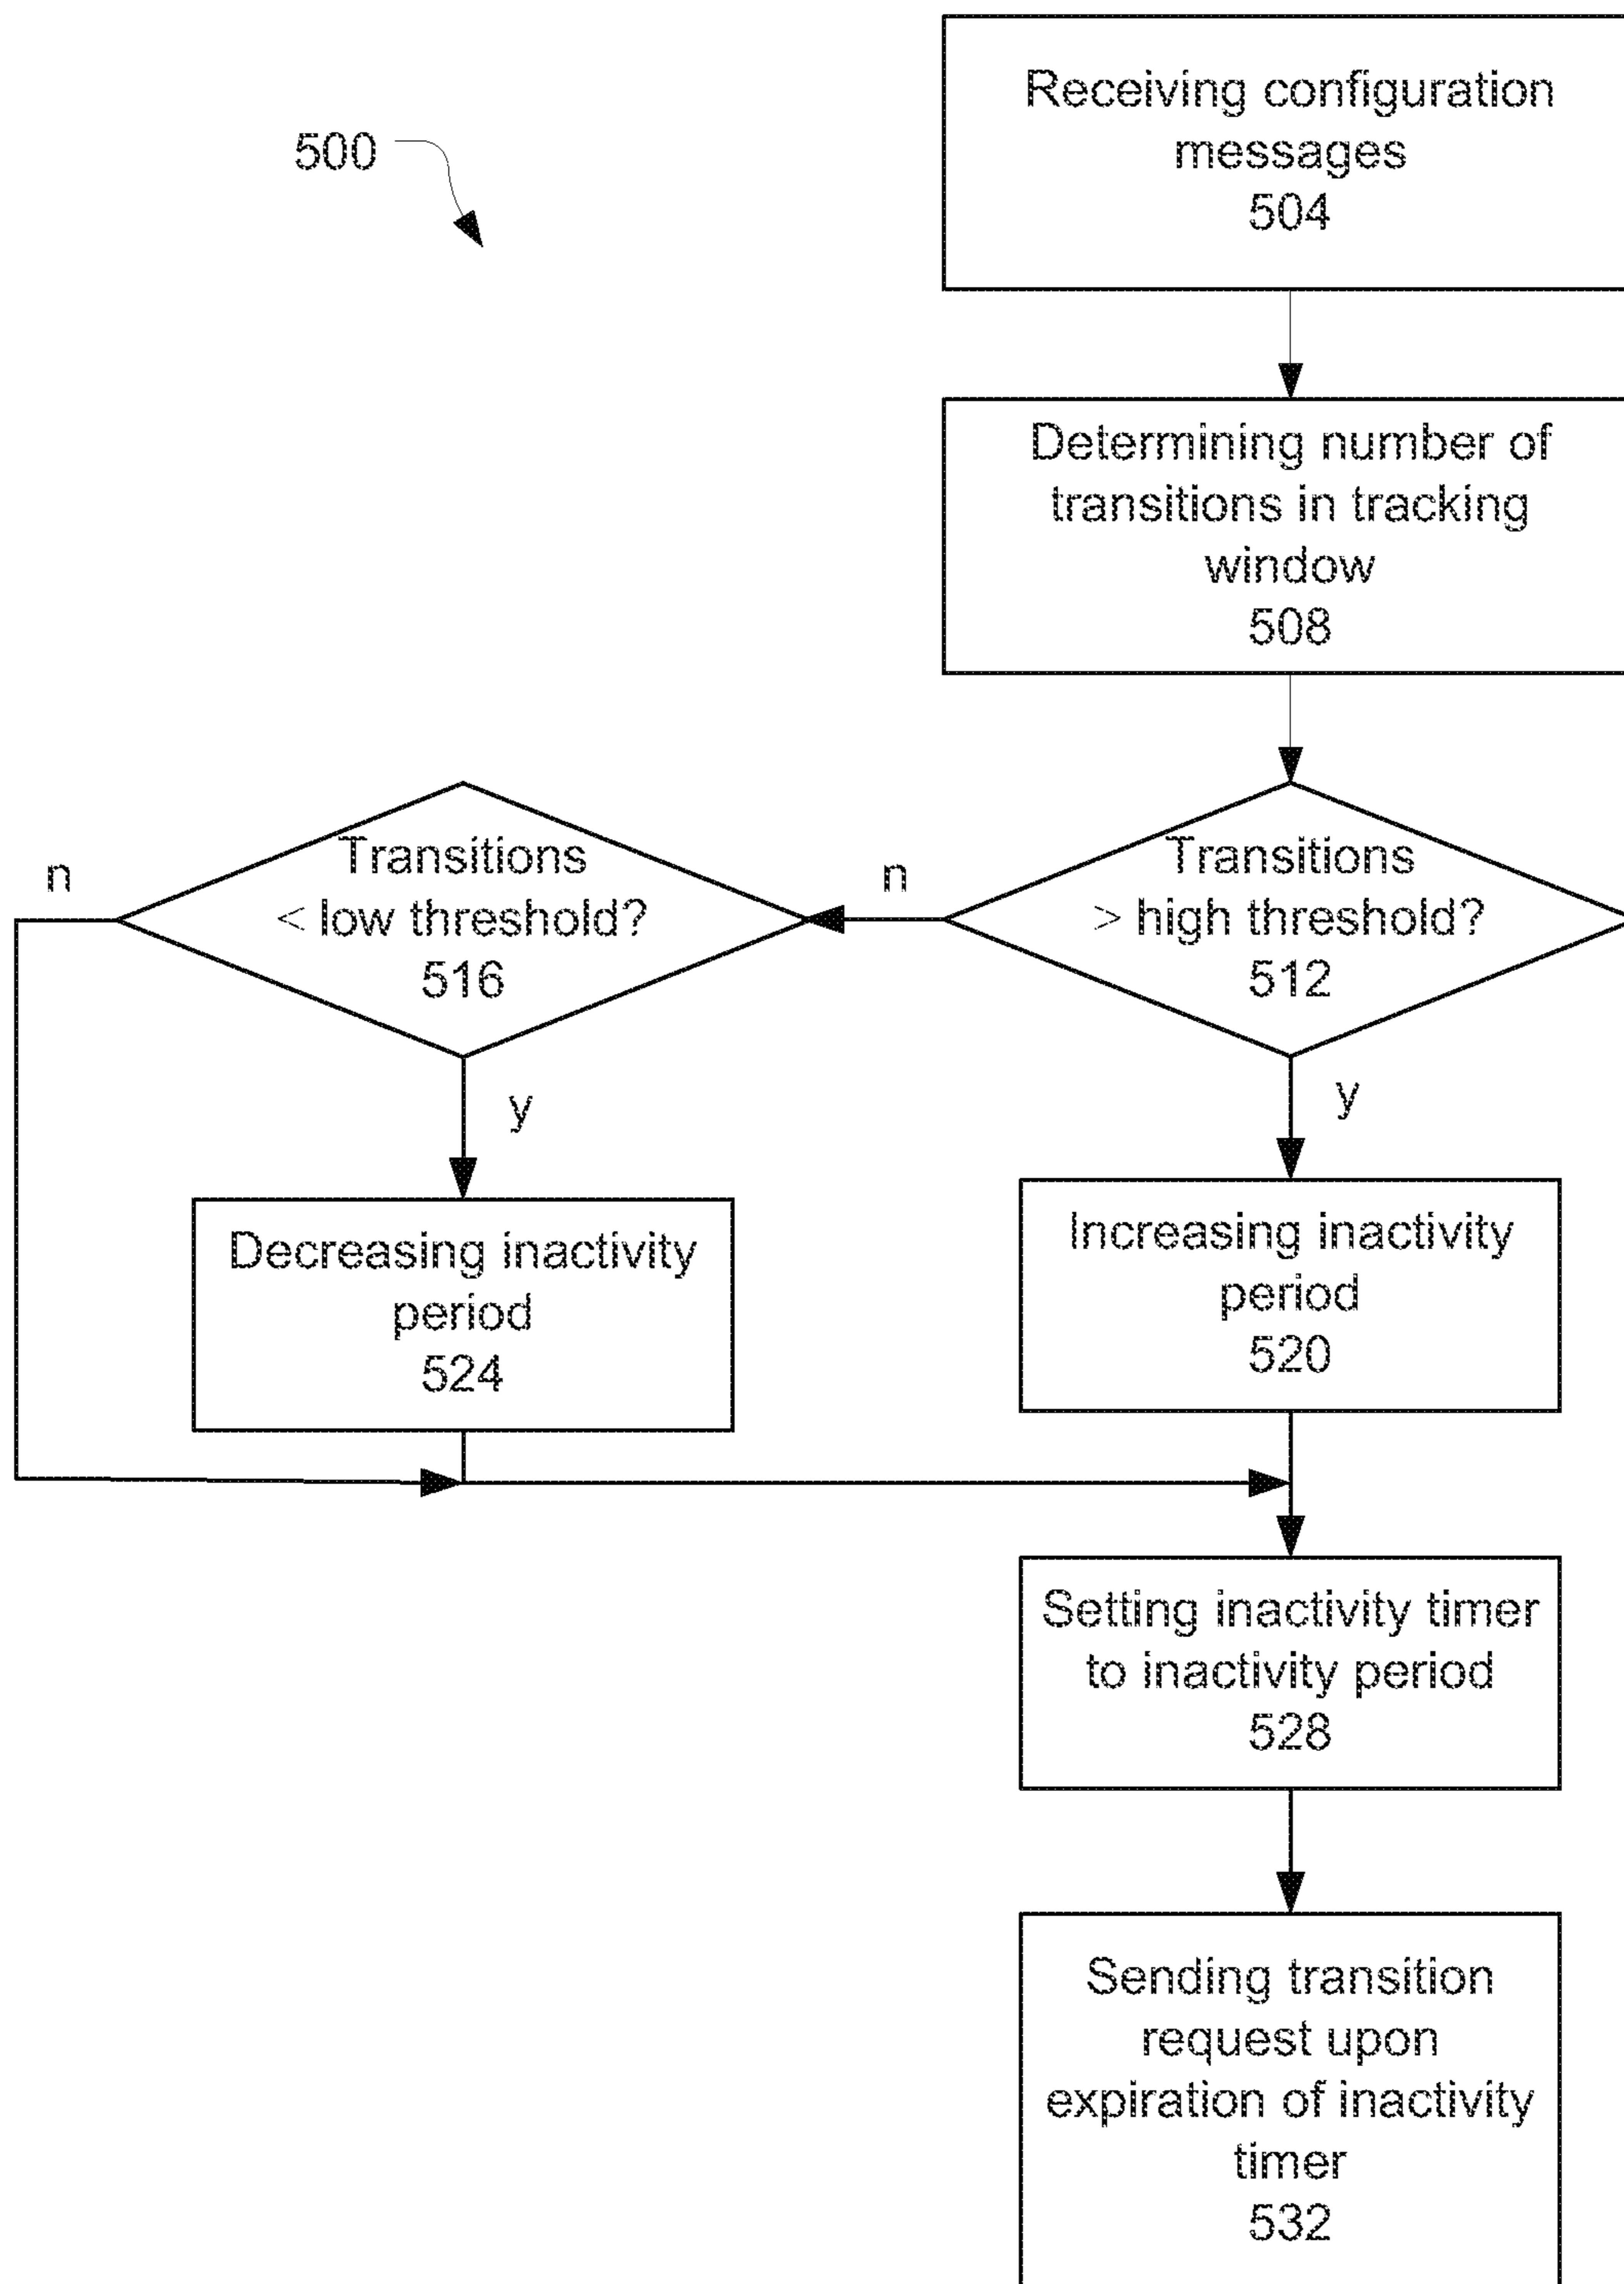 500
Receiving configuration
messages
504
Determining number of
transitions in tracking
window
508
n
Transitions
< low threshold?
516
n
Transitions
> high threshold?
512
y
y
Decreasing inactivity
period
524
Increasing inactivity
period
520
Setting inactivity timer
to inactivity period
528
Sending transition
request upon
expiration of inactivity
timer
532